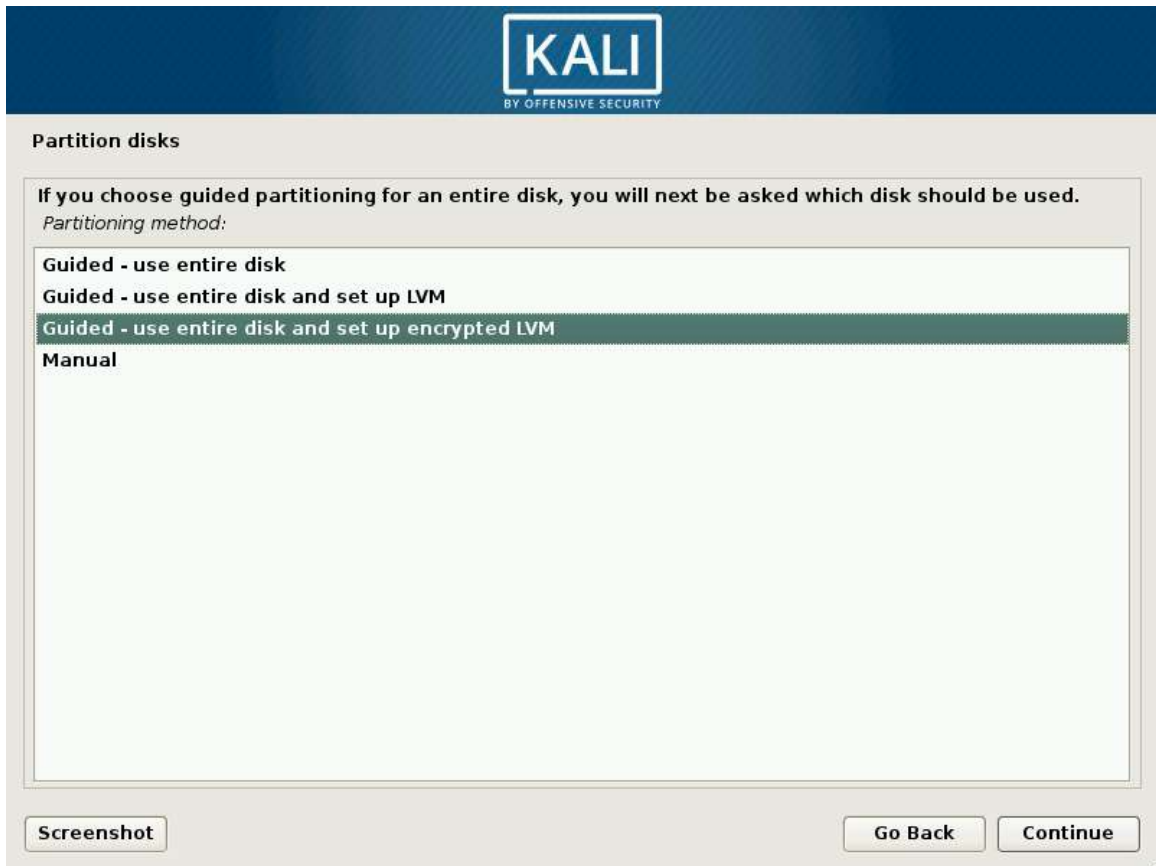 KALI
BY OFFENSIVE SECURITY
Partition disks
If you choose guided partitioning for an entire disk, you will next be asked which disk should be used.
Partitioning method:
Guided - use entire disk
Guided - use entire disk and set up LVM
Guided - use entire disk and set up encrypted LVM
Manual
Screenshot
Go Back
Continue